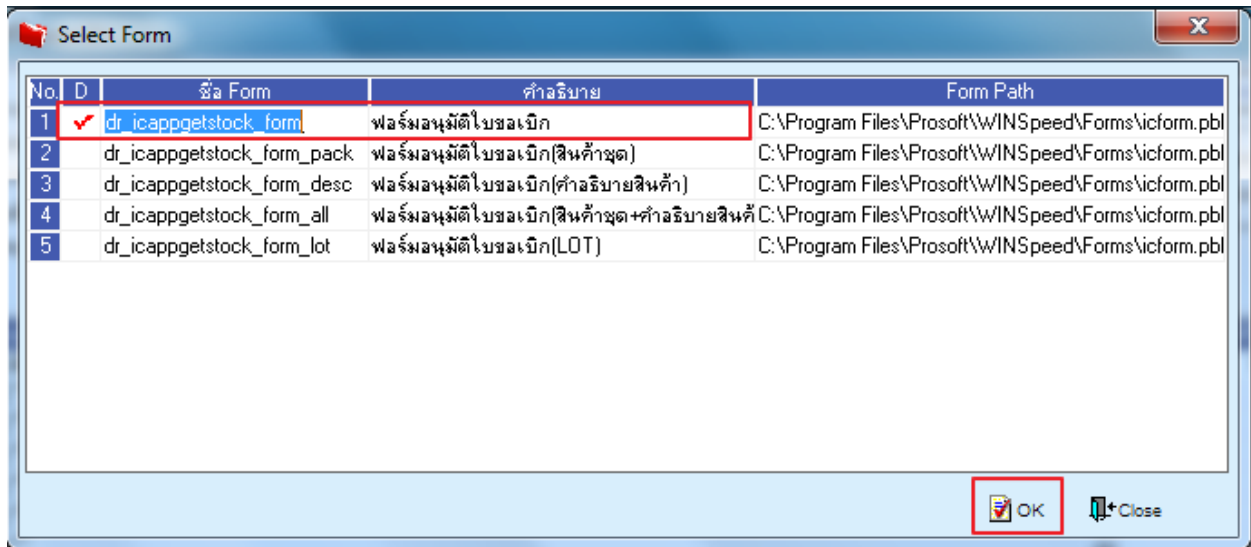 Select Form
No. D ชื่อ Form คำอธิบาย Form Path
1 dr_icappgetstock_form ฟอร์มอนุมัติใบขอเบิก C:\Program Files\Prosoft\WINSpeed\Forms\icform.pbl
2 dr_icappgetstock_form_pack ฟอร์มอนุมัติใบขอเบิก(สินค้าชุด) C:\Program Files\Prosoft\WINSpeed\Forms\icform.pbl
3 dr_icappgetstock_form_desc ฟอร์มอนุมัติใบขอเบิก(คำอธิบายสินค้า) C:\Program Files\Prosoft\WINSpeed\Forms\icform.pbl
4 dr_icappgetstock_form_all ฟอร์มอนุมัติใบขอเบิก(สินค้าชุด+คำอธิบายสินค้ C:\Program Files\Prosoft\WINSpeed\Forms\icform.pbl
5 dr_icappgetstock_form_lot ฟอร์มอนุมัติใบขอเบิก(LOT) C:\Program Files\Prosoft\WINSpeed\Forms\icform.pbl
OK Close